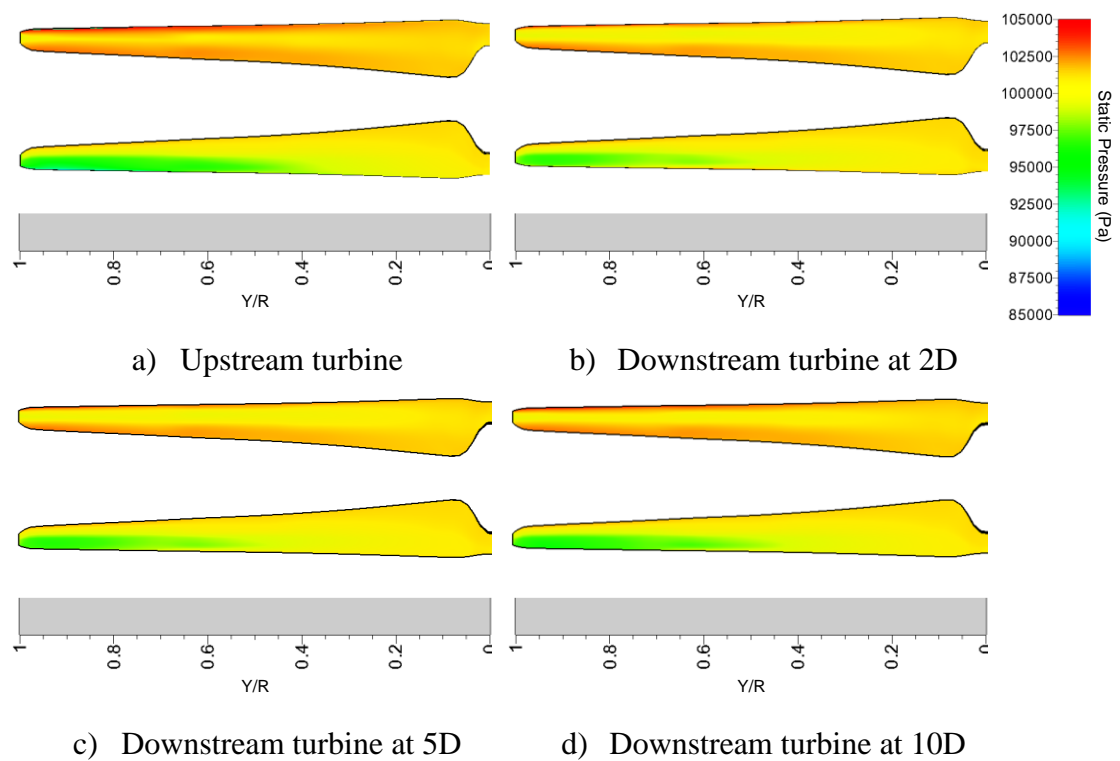 105000
102500
100000
97500
95000
92500
90000
87500
85000
Static Pressure (Pa)
1 0.8 0.6 0.4 0.2 0
Y/R
1 0.8 0.6 0.4 0.2 0
Y/R
a) Upstream turbine
b) Downstream turbine at 2D
1 0.8 0.6 0.4 0.2 0
Y/R
1 0.8 0.6 0.4 0.2 0
Y/R
c) Downstream turbine at 5D
d) Downstream turbine at 10D